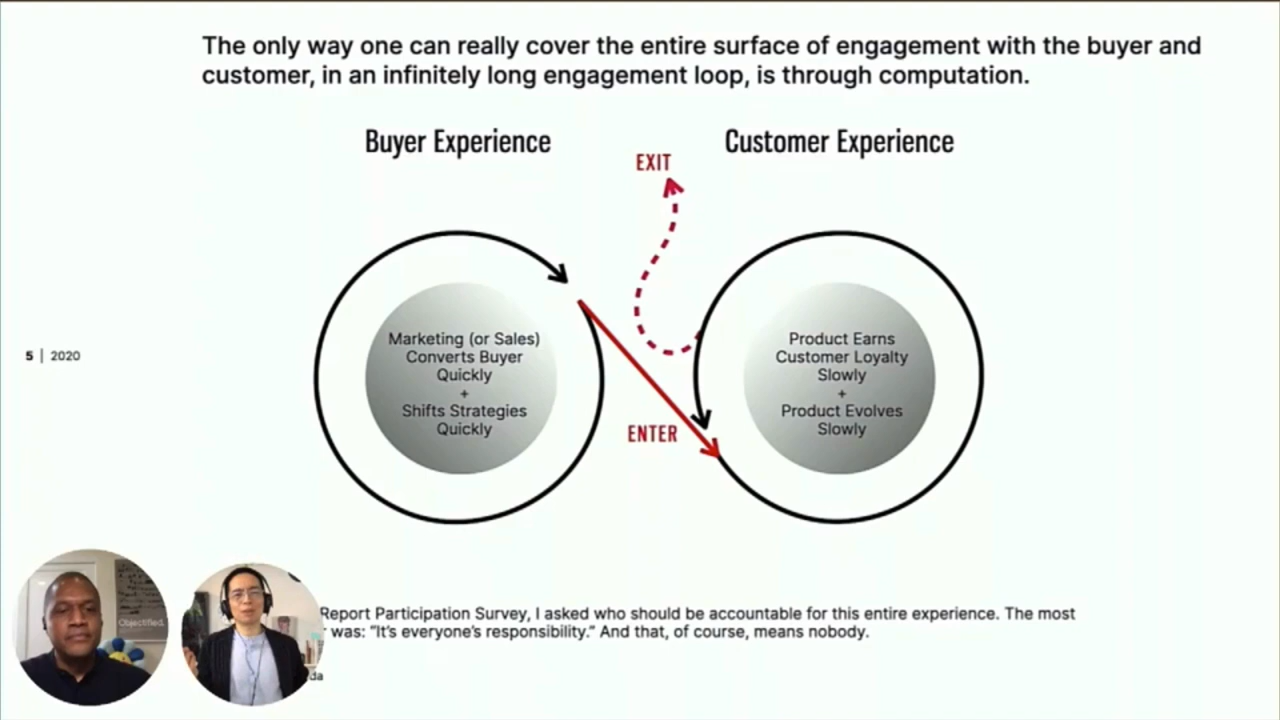 The only way one can really cover the entire surface of engagement with the buyer and
customer, in an infinitely long engagement loop, is through computation.
Buyer Experience
Customer Experience
EXIT
Marketing (or Sales)
Converts Buyer
Quickly
+
Shifts Strategies
Quickly
Product Earns
Customer Loyalty
Slowly
+
Product Evolves
Slowly
5 | 2020
ENTER
Objectified.
Report Participation Survey, I asked who should be accountable for this entire experience. The most
was: “It’s everyone’s responsibility.” And that, of course, means nobody.
da